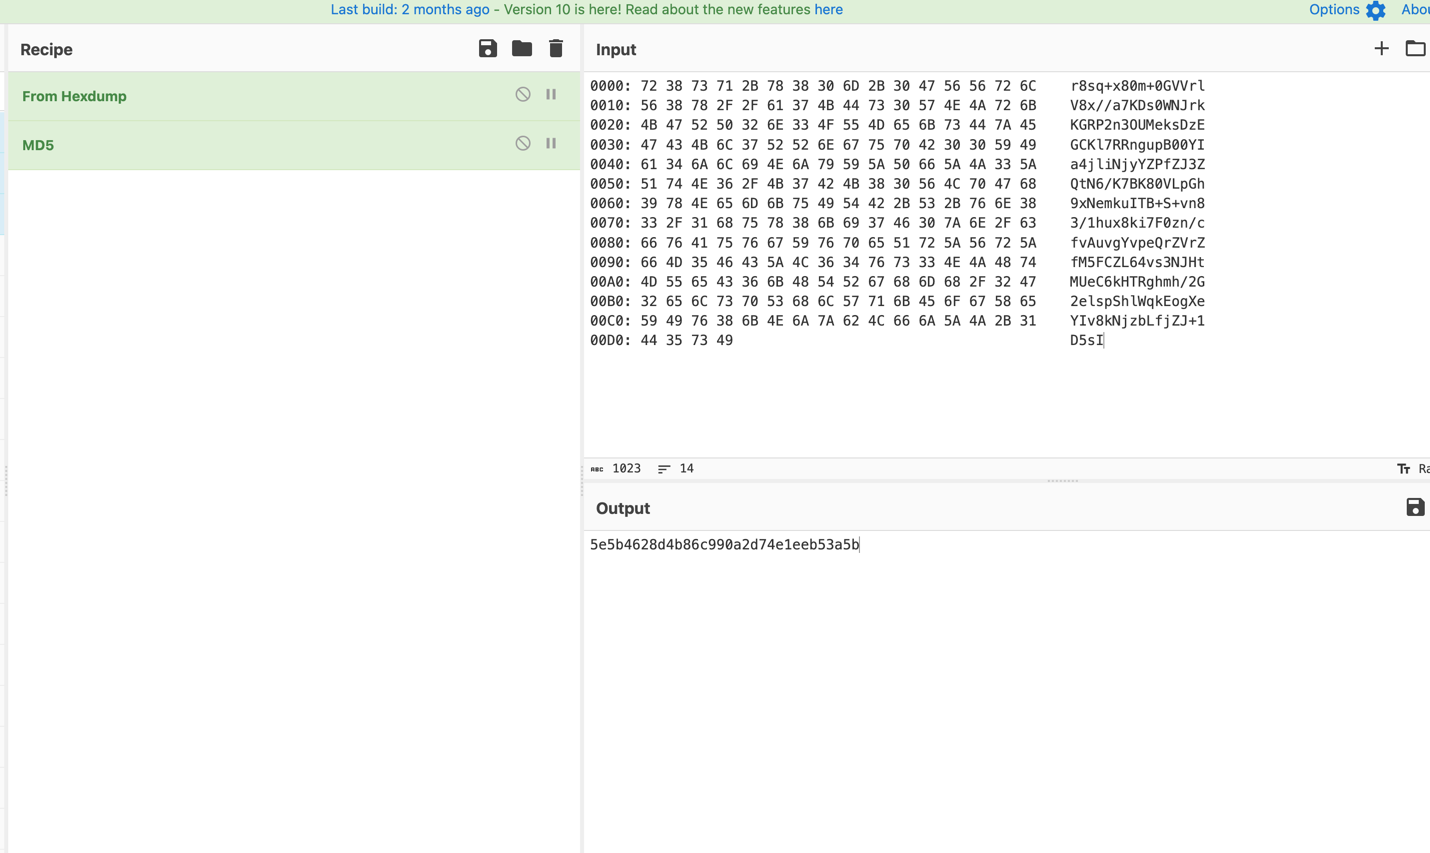 Last build: 2 months ago - Version 10 is here! Read about the new features here
Options
Recipe
From Hexdump
MD5
Input
0000: 72 38 73 71 2B 78 38 30 6D 2B 30 47 56 56 72 6C r8sq+x80m+0GVVrl
0010: 56 38 78 2F 2F 61 37 4B 44 73 30 57 4E 4A 72 6B V8x//a7KDs0WNJrk
0020: 4B 47 52 50 32 6E 33 4F 55 4D 65 6B 73 44 7A 45 KGRP2n3OUMeksDzE
0030: 47 43 4B 6C 37 52 52 6E 67 75 70 42 30 30 59 49 GCKl7RRngupB00YI
0040: 61 34 6A 6C 69 4E 6A 79 59 5A 50 66 5A 4A 33 5A a4jliNjyYZPfZJ3Z
0050: 51 74 4E 36 2F 4B 37 42 4B 38 30 56 4C 70 47 68 QtN6/K7BK80VLpGh
0060: 39 78 4E 65 6D 6B 75 49 54 42 2B 53 2B 76 6E 38 9xNemkuITB+S+vn8
0070: 33 2F 31 68 75 78 38 6B 69 37 46 30 7A 6E 2F 63 3/1hux8ki7F0zn/c
0080: 66 76 41 75 76 67 59 76 70 65 51 72 5A 56 72 5A fvAuvgYvpeQrZVrZ
0090: 66 4D 35 46 43 5A 4C 36 34 76 73 33 4E 4A 48 74 fM5FCZL64vs3NJHt
00A0: 4D 55 65 43 36 6B 48 54 52 67 68 6D 68 2F 32 47 MUeC6kHTRghmh/2G
00B0: 32 65 6C 73 70 53 68 6C 57 71 6B 45 6F 67 58 65 2elspShlWqkEogXe
00C0: 59 49 76 38 6B 4E 6A 7A 62 4C 66 6A 5A 4A 2B 31 YIv8kNjzbLfjZJ+1
00D0: 44 35 73 49 D5sI
1023 14
Output
5e5b4628d4b86c990a2d74e1eeb53a5b